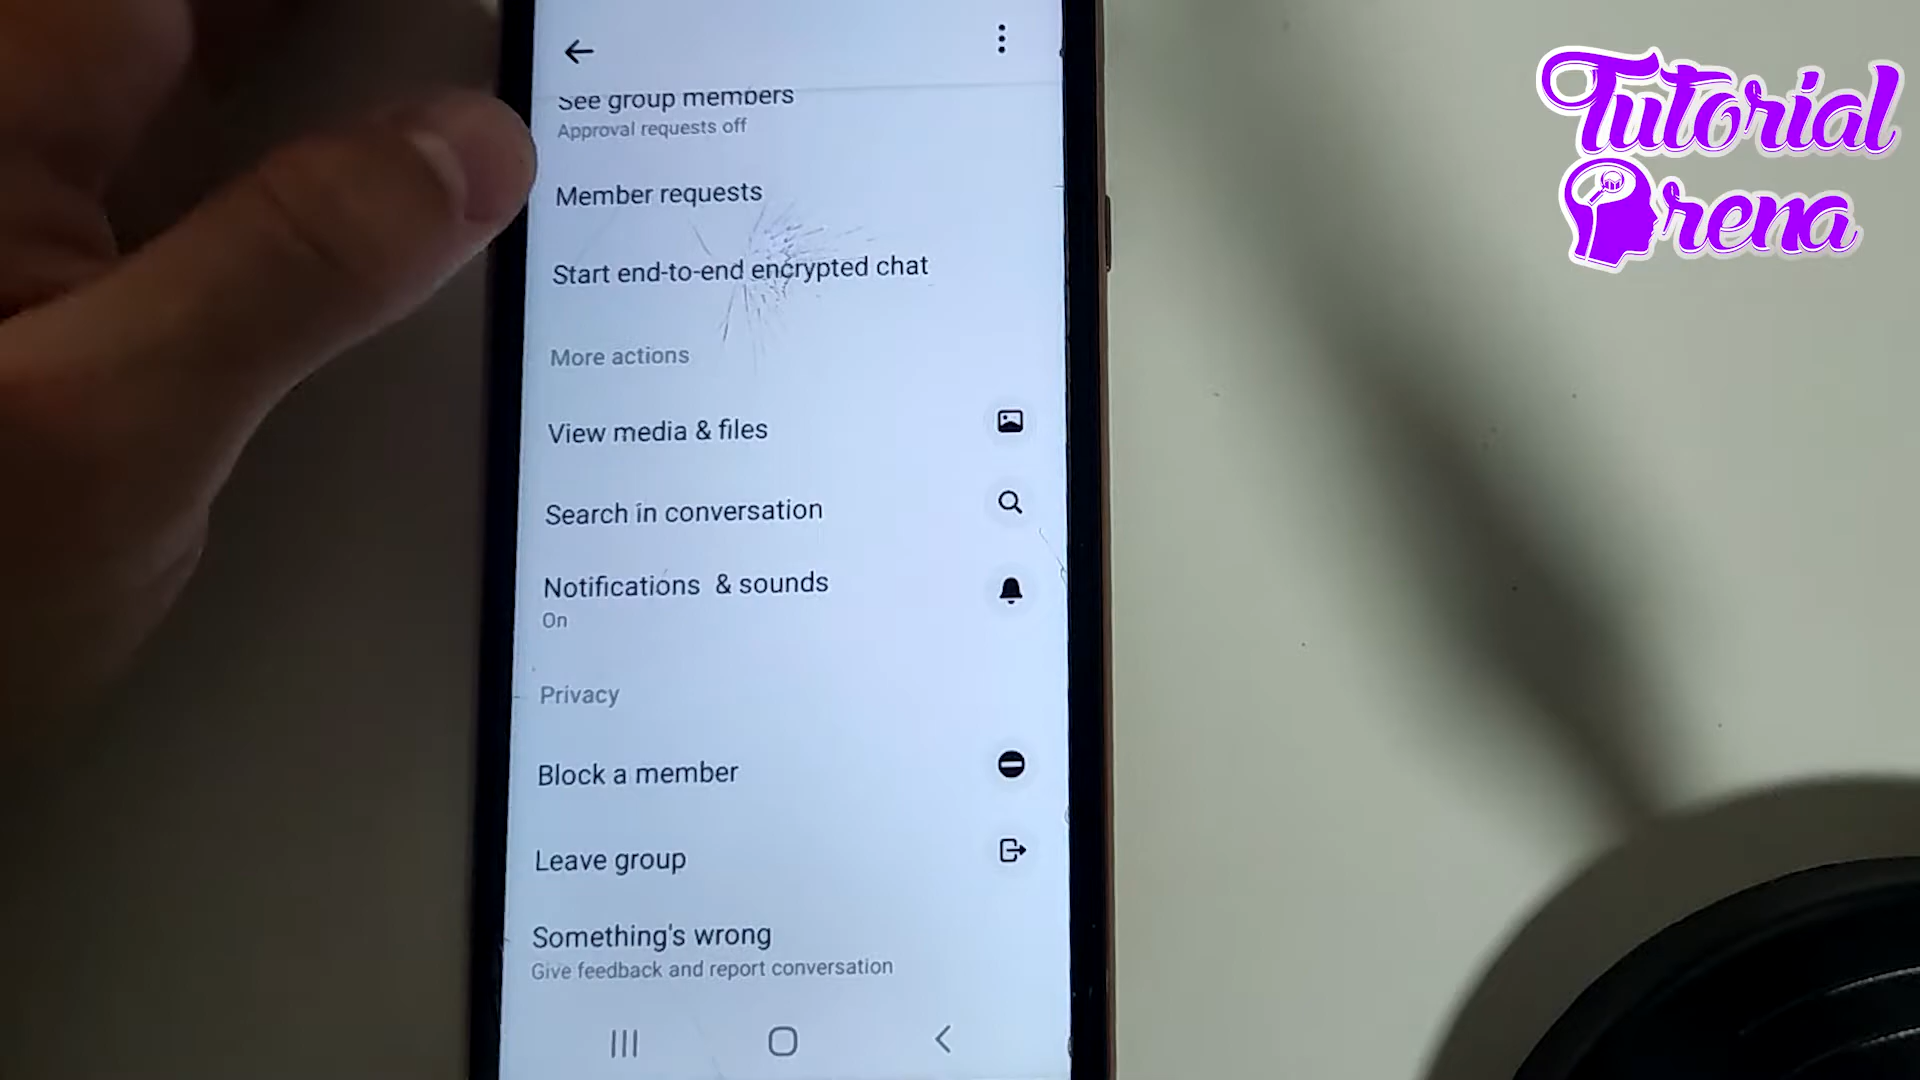 See group members
Approval requests off
Member requests
Start end-to-end encrypted chat
More actions
View media & files
Search in conversation
Notifications & sounds
On
Privacy
Block a member
Leave group
Something's wrong
Give feedback and report conversation
Tutorial
Arena